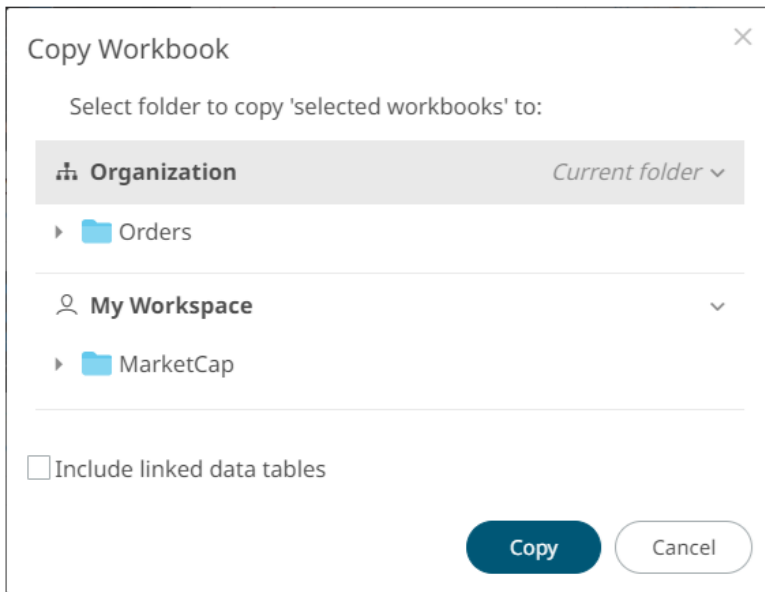 Copy Workbook
Select folder to copy 'selected workbooks' to:
Organization Current folder
Orders
My Workspace
MarketCap
Include linked data tables
Copy Cancel